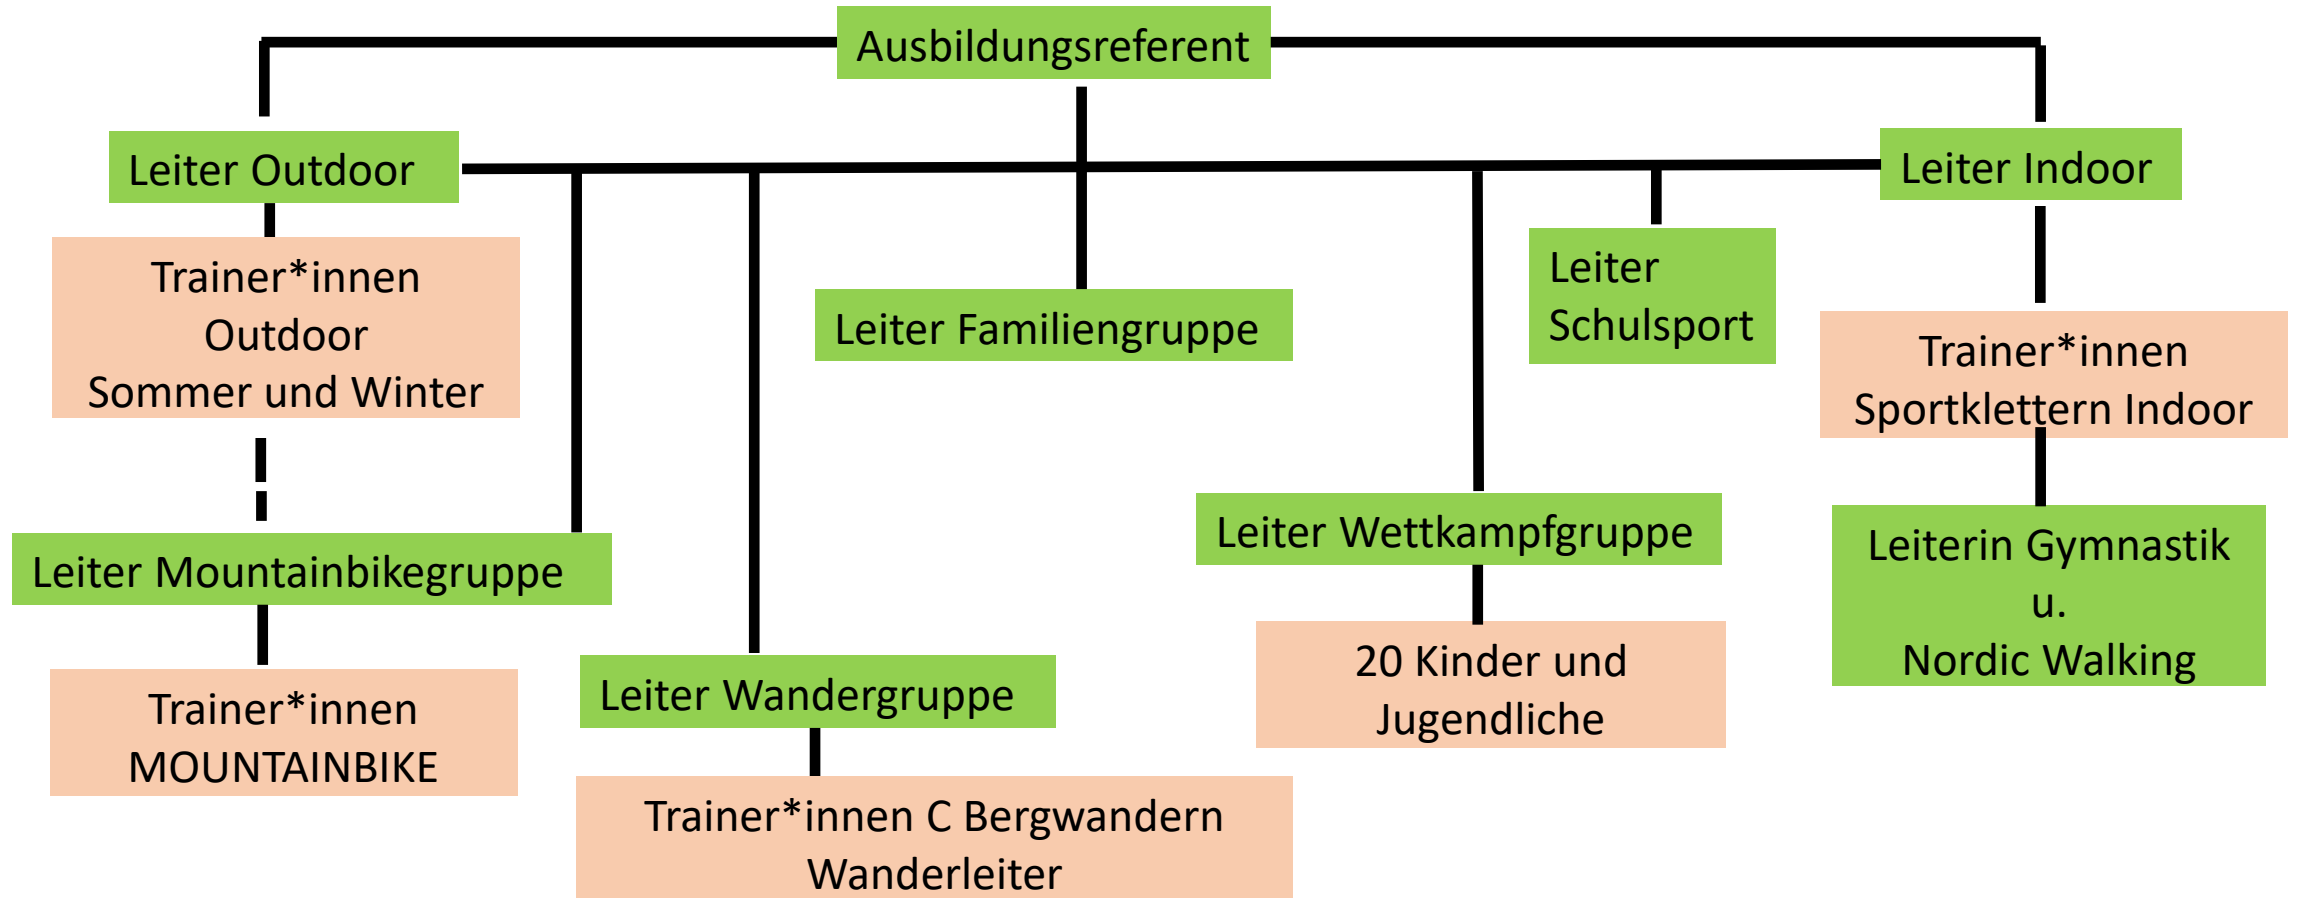 Ausbildungsreferent
Leiter Outdoor
Leiter Indoor
Trainer*innen
Outdoor
Sommer und Winter
Leiter Familiengruppe
Leiter
Schulsport
Trainer*innen
Sportklettern Indoor
Leiter Mountainbikegruppe
Leiter Wettkampfgruppe
Leiterin Gymnastik
u.
Nordic Walking
Trainer*innen
MOUNTAINBIKE
Leiter Wandergruppe
20 Kinder und
Jugendliche
Trainer*innen C Bergwandern
Wanderleiter